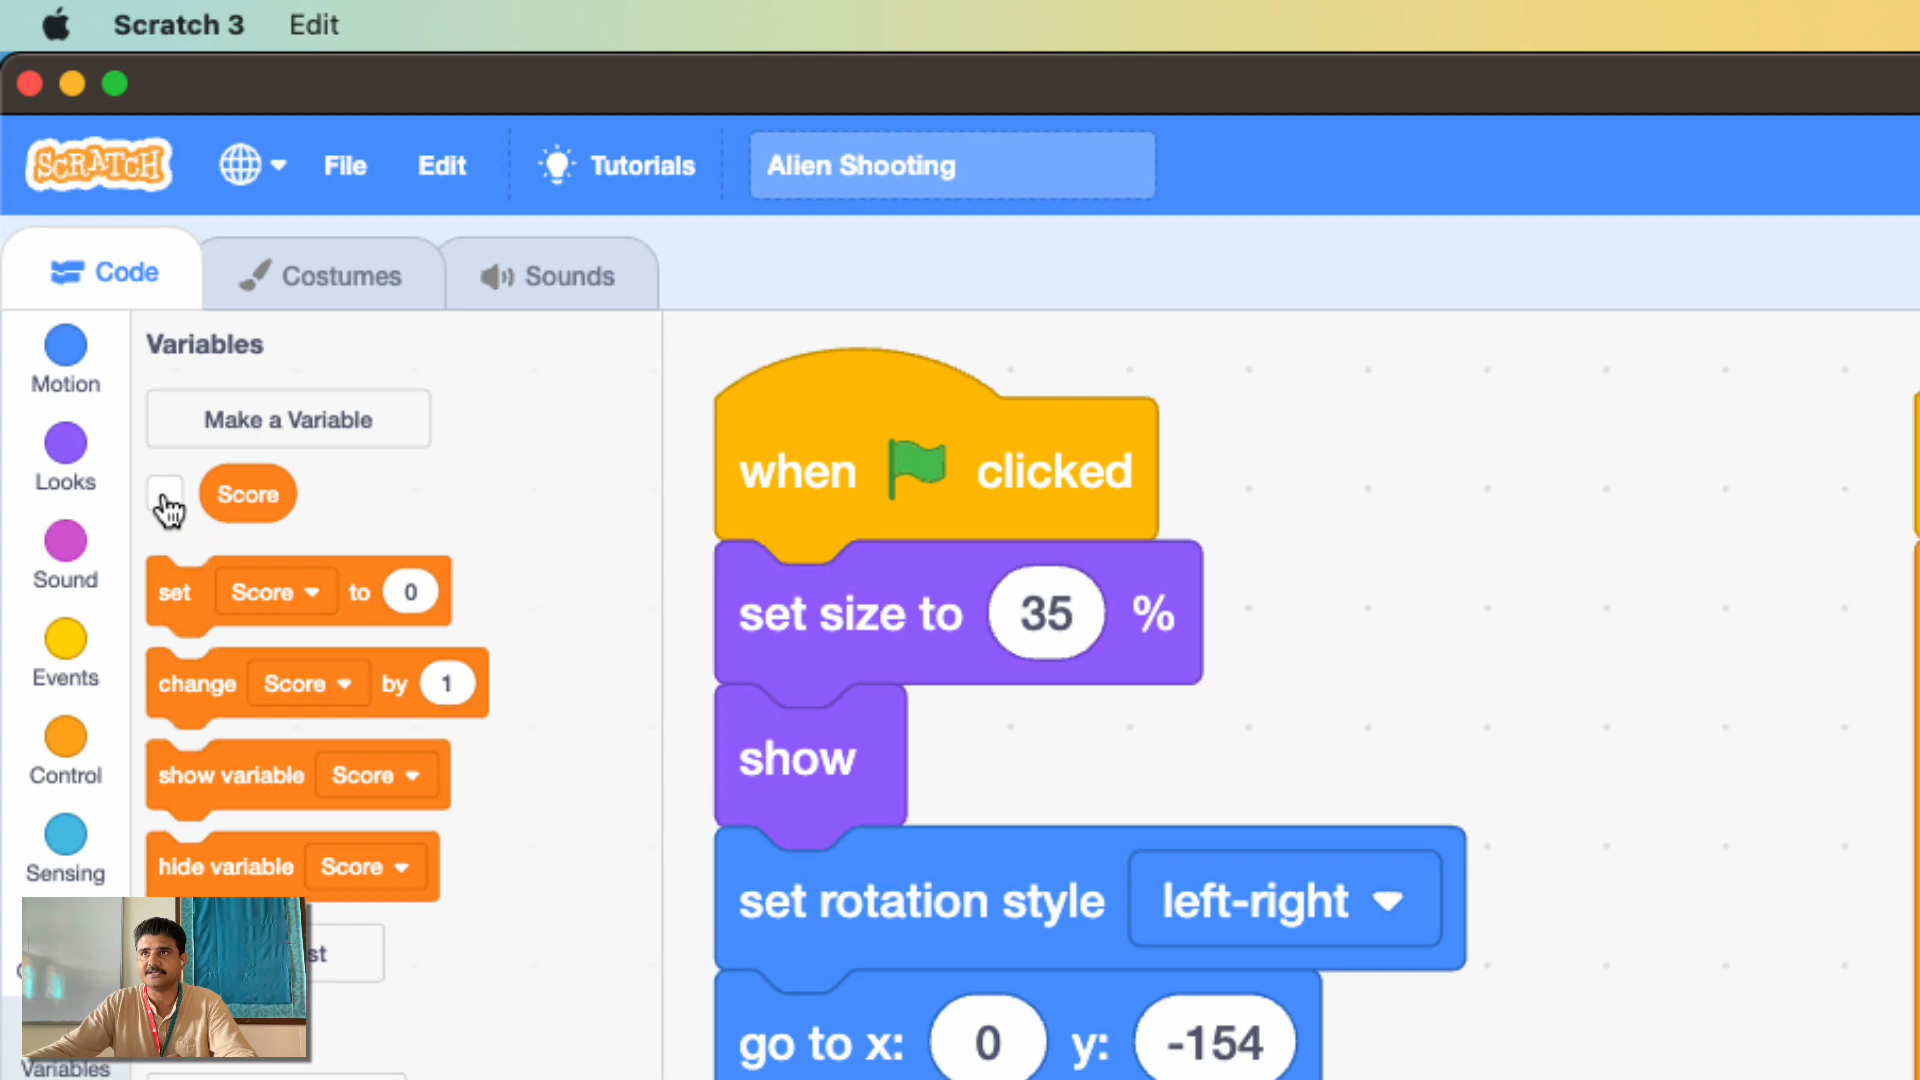 Scratch 3 Edit
SCRATCH File Edit Tutorials Alien Shooting
Code Costumes Sounds
Motion
Looks
Sound
Events
Control
Sensing
Variables
Variables
Make a Variable
Score
set Score to 0
change Score by 1
show variable Score
hide variable Score
st
when clicked
set size to 35 %
show
set rotation style left-right
go to x: 0 y: -154